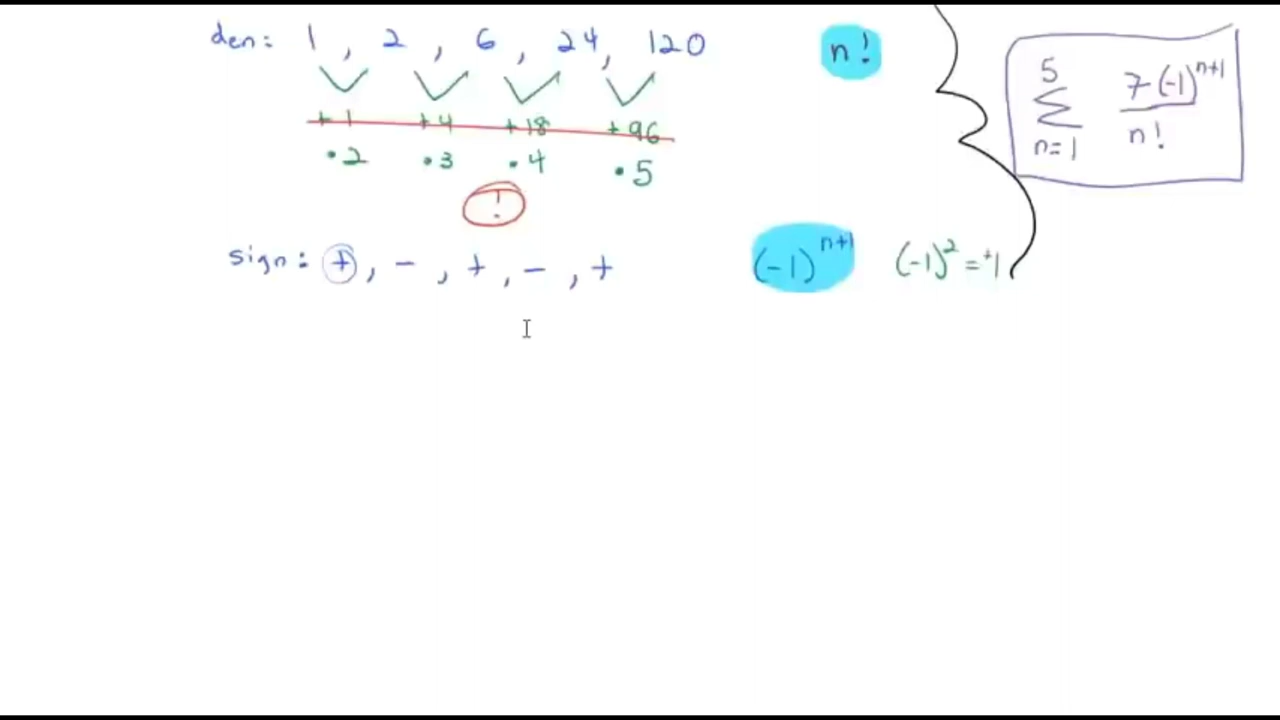 den: 1 , 2 , 6 , 24 , 120
n!
+1 +4 +18 +96
·2 ·3 ·4 ·5
!
sign: + , - , + , - , +
(-1)^{n+1} (-1)^2 = +1
5
Σ 7·(-1)^{n+1}
n=1 n!